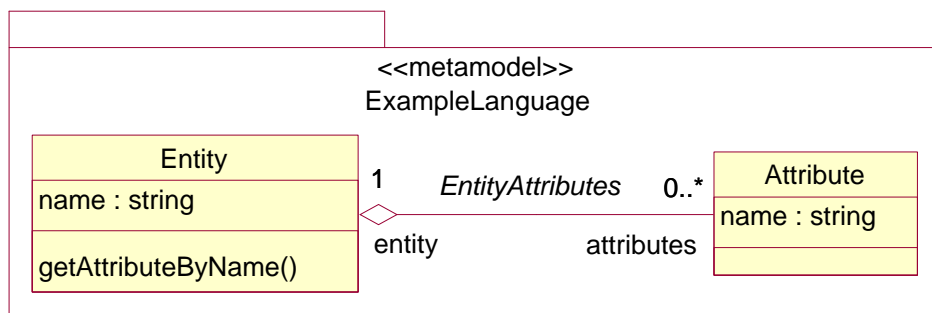 <<metamodel>>
ExampleLanguage
Entity
name : string
getAttributeByName()
1
EntityAttributes
0..*
entity
attributes
Attribute
name : string